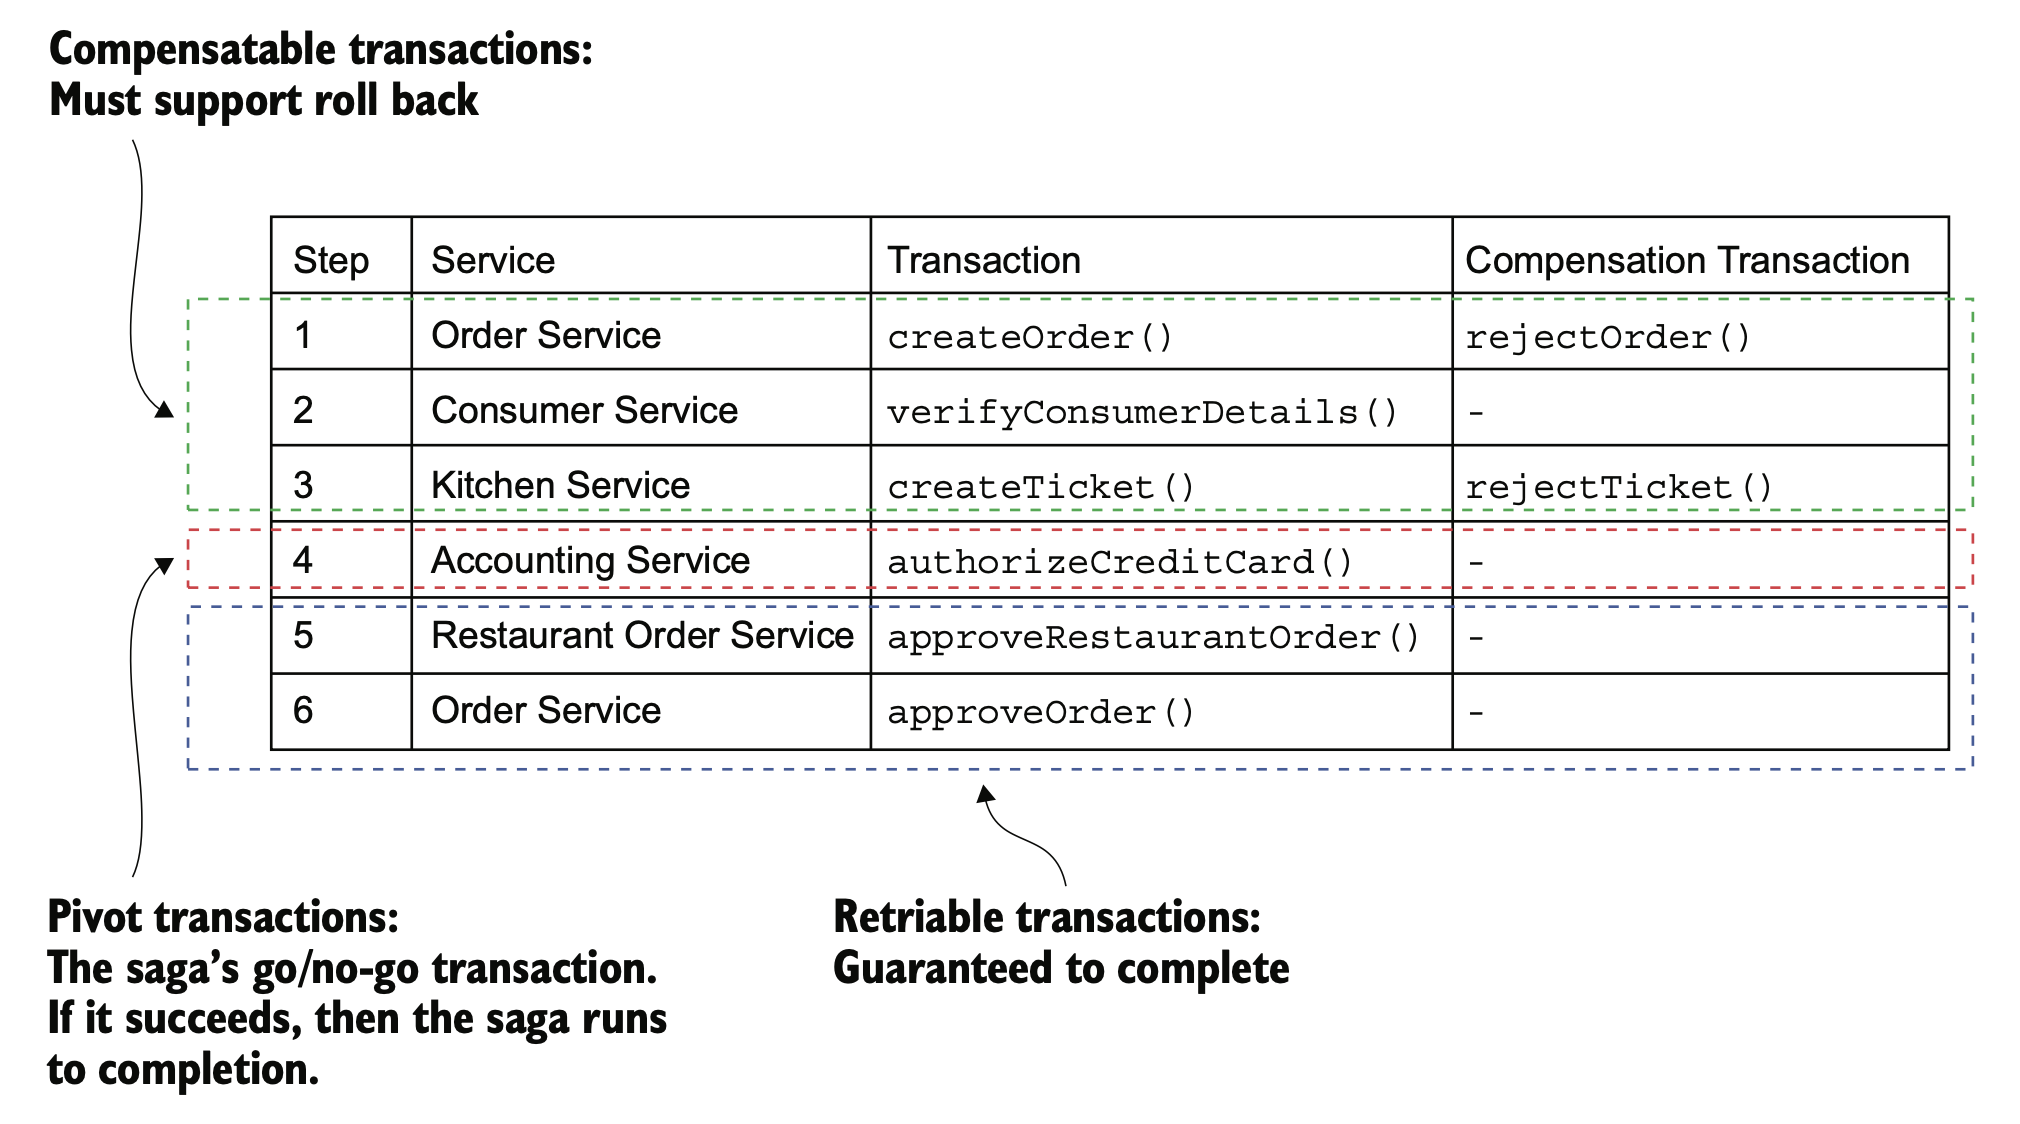 Compensatable transactions:
Must support roll back
Step Service Transaction Compensation Transaction
1 Order Service createOrder() rejectOrder()
2 Consumer Service verifyConsumerDetails() -
3 Kitchen Service createTicket() rejectTicket()
4 Accounting Service authorizeCreditCard() -
5 Restaurant Order Service approveRestaurantOrder() -
6 Order Service approveOrder() -
Pivot transactions:
The saga’s go/no-go transaction.
If it succeeds, then the saga runs
to completion.
Retriable transactions:
Guaranteed to complete